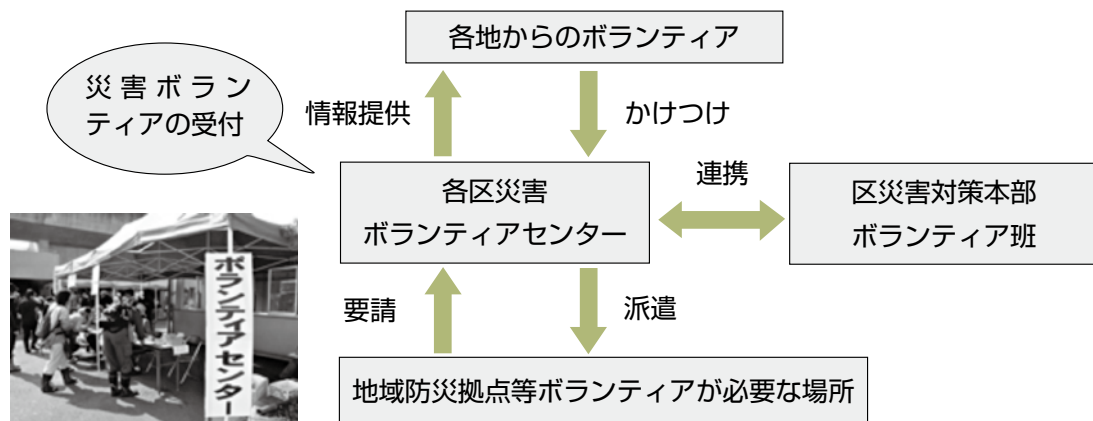 各地からのボランティア
災害ボラン
ティアの受付
情報提供
かけつけ
各区災害
ボランティアセンター
連携
区災害対策本部
ボランティア班
要請
派遣
地域防災拠点等ボランティアが必要な場所
ボランティアセンター